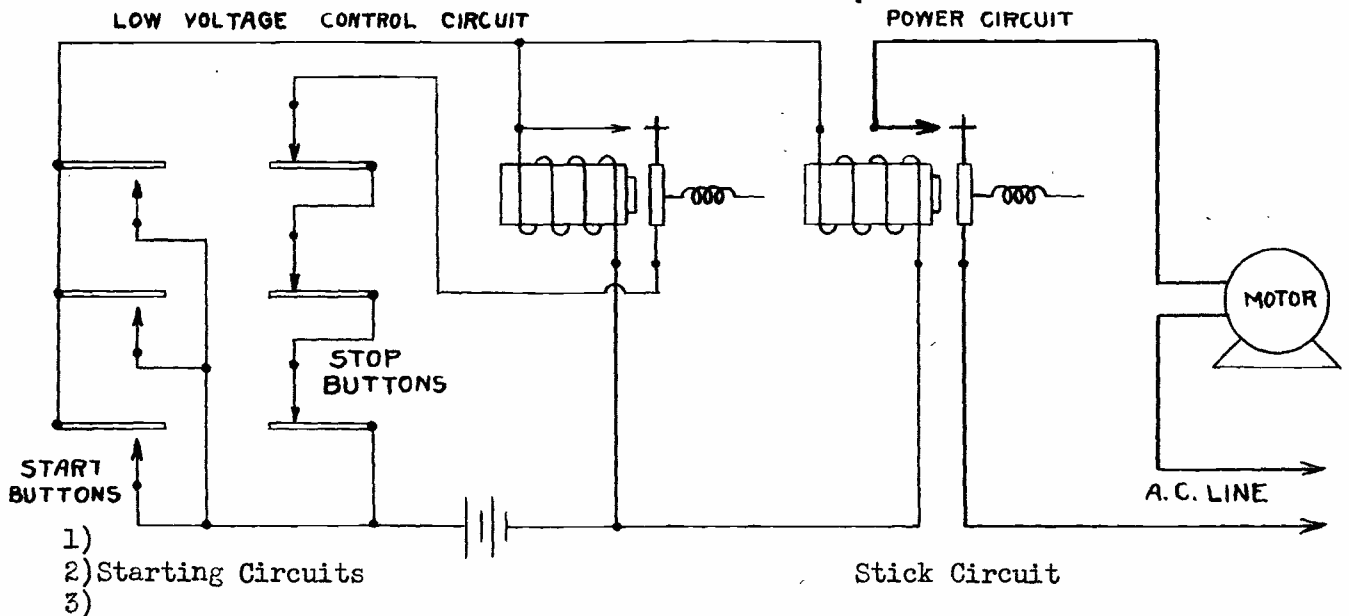 LOW VOLTAGE CONTROL CIRCUIT
POWER CIRCUIT
MOTOR
STOP
BUTTONS
START
BUTTONS
A.C. LINE
1)
2)Starting Circuits
Stick Circuit
3)